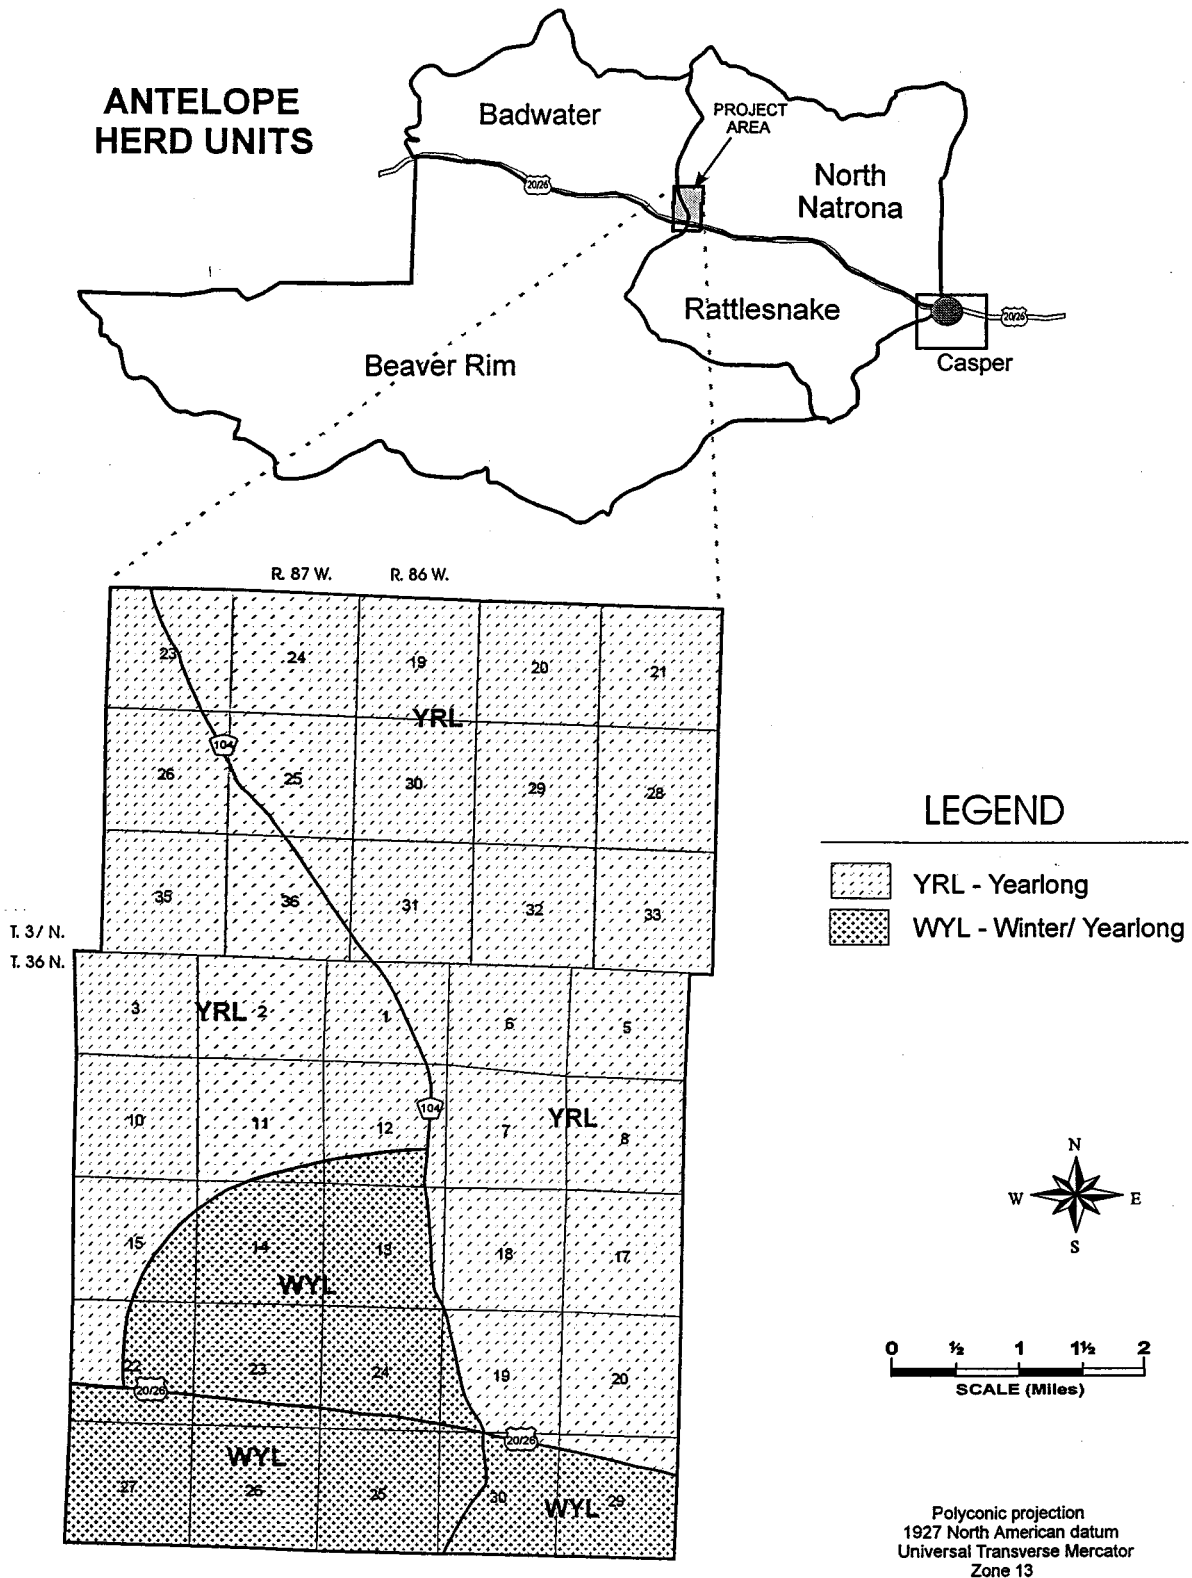 ANTELOPE
HERD UNITS
Badwater
PROJECT
AREA
North
Natrona
20/26
Rattlesnake
20/26
Beaver Rim
Casper
R. 87 W. R. 86 W.
23 24 19 20 21
YRL
104
26 25 30 29 28
35 36 31 32 33
T. 37 N.
T. 36 N.
3 YRL 2 1 6 5
104
10 11 12 7 YRL 8
15 14 13 18 17
WYL
22 23 24 19 20
20/26
20/26
WYL
27 26 25 30 WYL 29
LEGEND
YRL - Yearlong
WYL - Winter/ Yearlong
N
W E
S
0 ½ 1 1½ 2
SCALE (Miles)
Polyconic projection
1927 North American datum
Universal Transverse Mercator
Zone 13